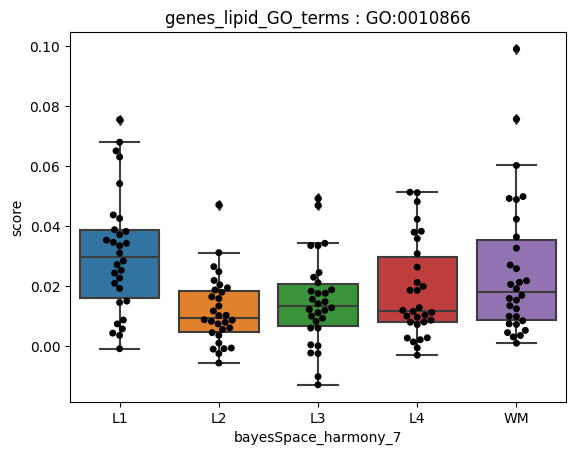 genes_lipid_GO_terms : GO:0010866
0.10
0.08
0.06
0.04
0.02
0.00
score
L1 L2 L3 L4 WM
bayesSpace_harmony_7